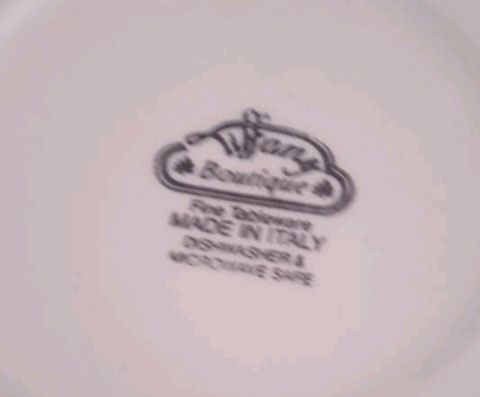 Tiffany
Boutique
Fine Tableware
MADE IN ITALY
DISHWASHER &
MICROWAVE SAFE